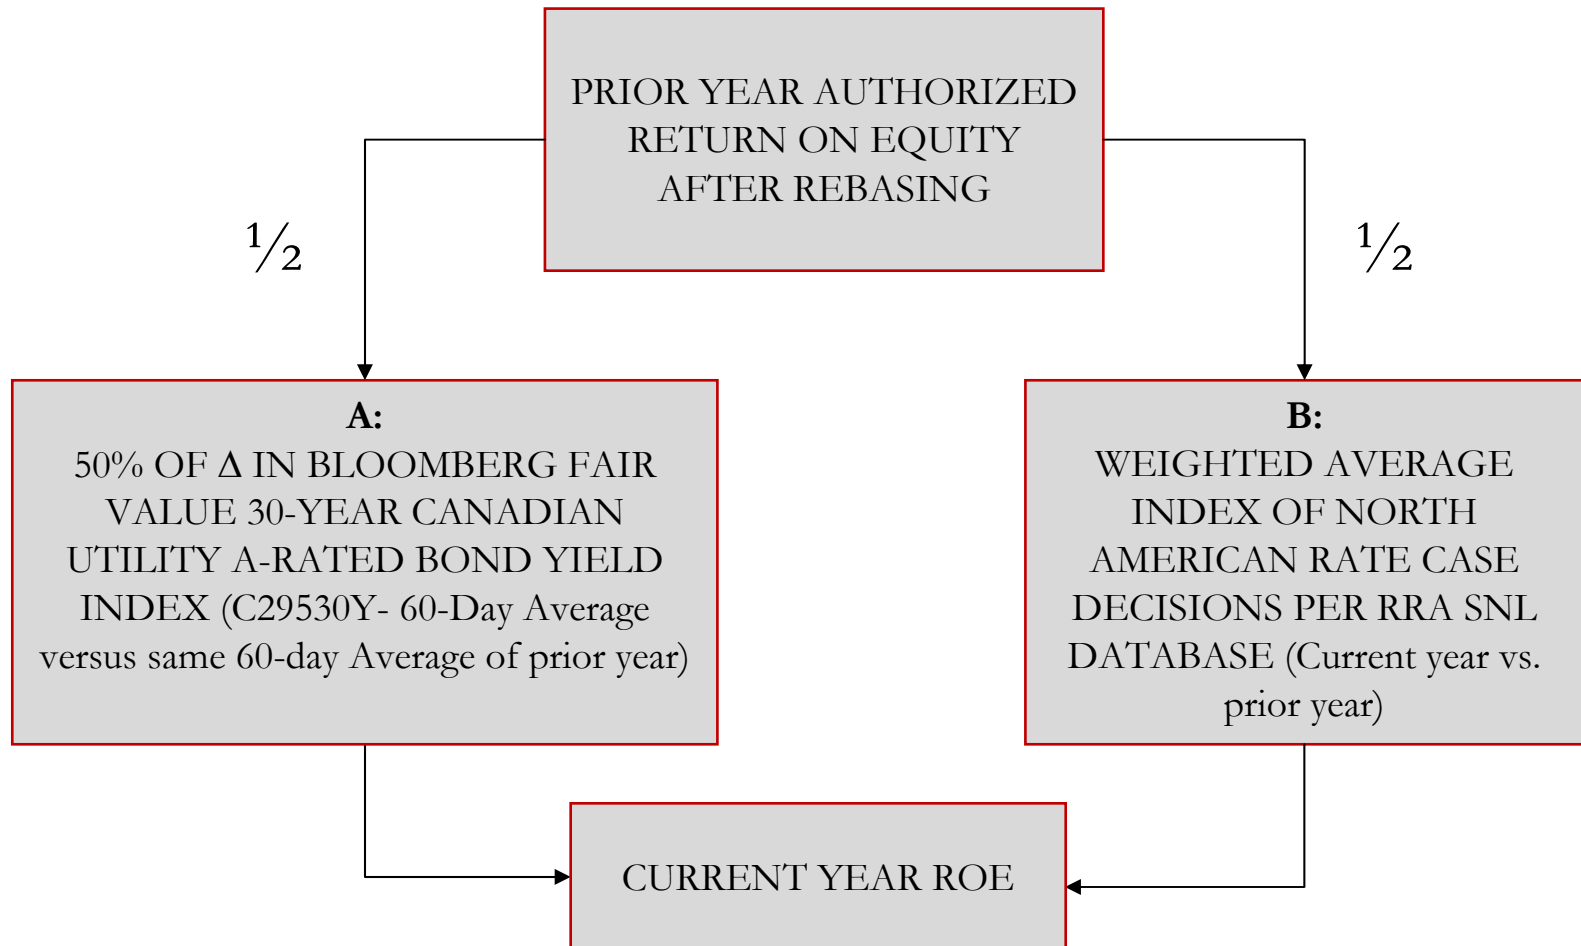 PRIOR YEAR AUTHORIZED
RETURN ON EQUITY
AFTER REBASING
½
½
A:
50% OF Δ IN BLOOMBERG FAIR
VALUE 30-YEAR CANADIAN
UTILITY A-RATED BOND YIELD
INDEX (C29530Y- 60-Day Average
versus same 60-day Average of prior year)
B:
WEIGHTED AVERAGE
INDEX OF NORTH
AMERICAN RATE CASE
DECISIONS PER RRA SNL
DATABASE (Current year vs.
prior year)
CURRENT YEAR ROE